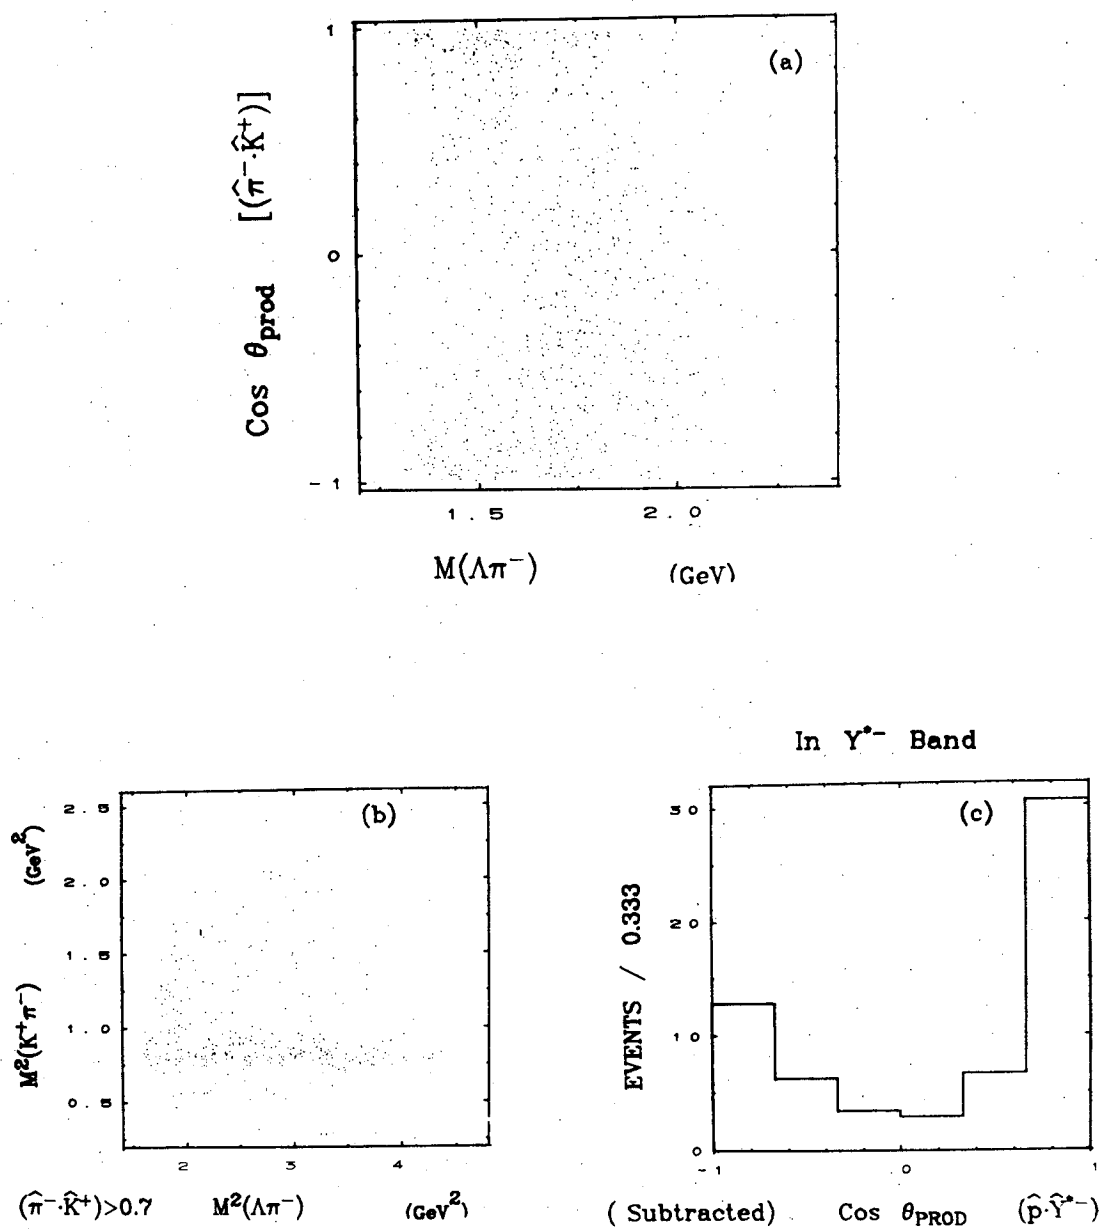 1
(a)
Cos θprod [(π̂⁻·K̂⁺)]
0
-1
1.5 2.0
M(Λπ⁻) (GeV)
2.5
(b)
2.0
1.5
1.0
0.5
M²(K⁺π⁻) (GeV²)
2 3 4
(π̂⁻·K̂⁺)>0.7 M²(Λπ⁻) (GeV²)
In Y*⁻ Band
30
(c)
20
10
0
EVENTS / 0.333
-1 .0 1
( Subtracted) Cos θPROD (p̂·Ŷ*⁻)